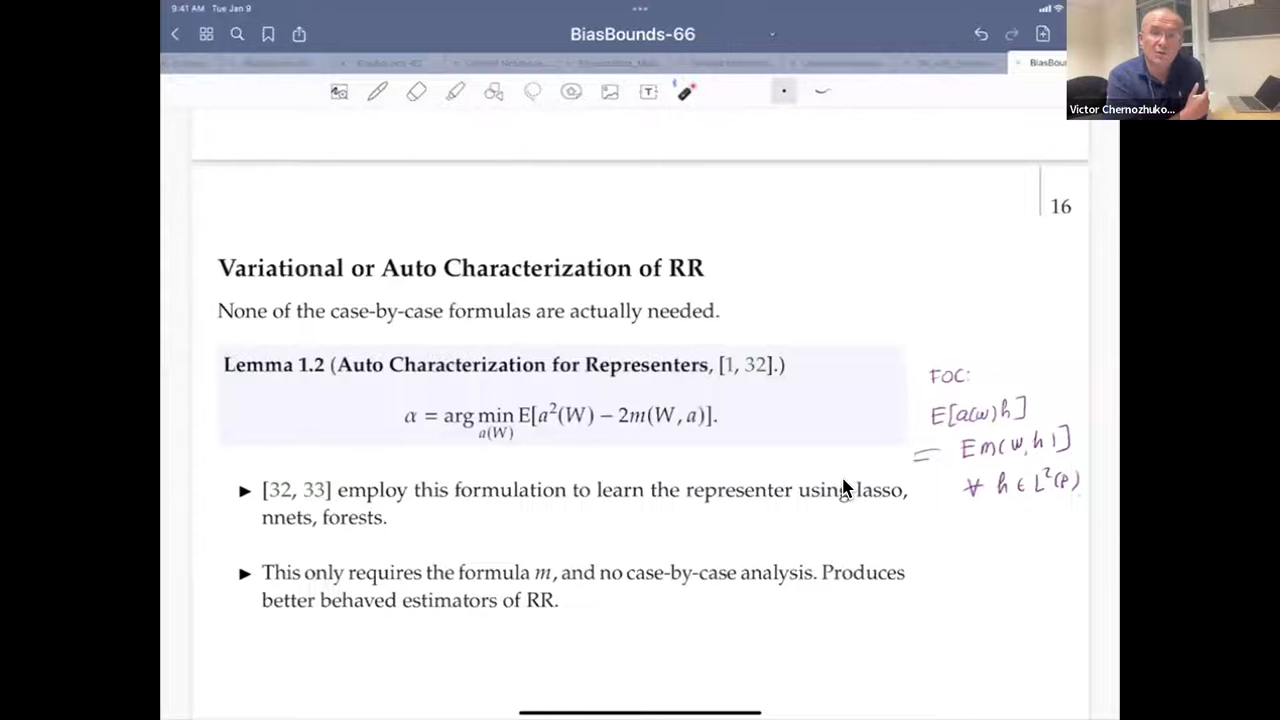 9:41 AM Tue Jan 9
BiasBounds-66
BiasBou
Victor Chernozhuko...
16
Variational or Auto Characterization of RR
None of the case-by-case formulas are actually needed.
Lemma 1.2 (Auto Characterization for Representers, [1, 32].)
α = arg min E[a²(W) − 2m(W, a)].
a(W)
FOC:
E[a(w)h]
= Em(w,h)]
∀ h ∈ L²(P)
► [32, 33] employ this formulation to learn the representer using lasso,
nnets, forests.
► This only requires the formula m, and no case-by-case analysis. Produces
better behaved estimators of RR.